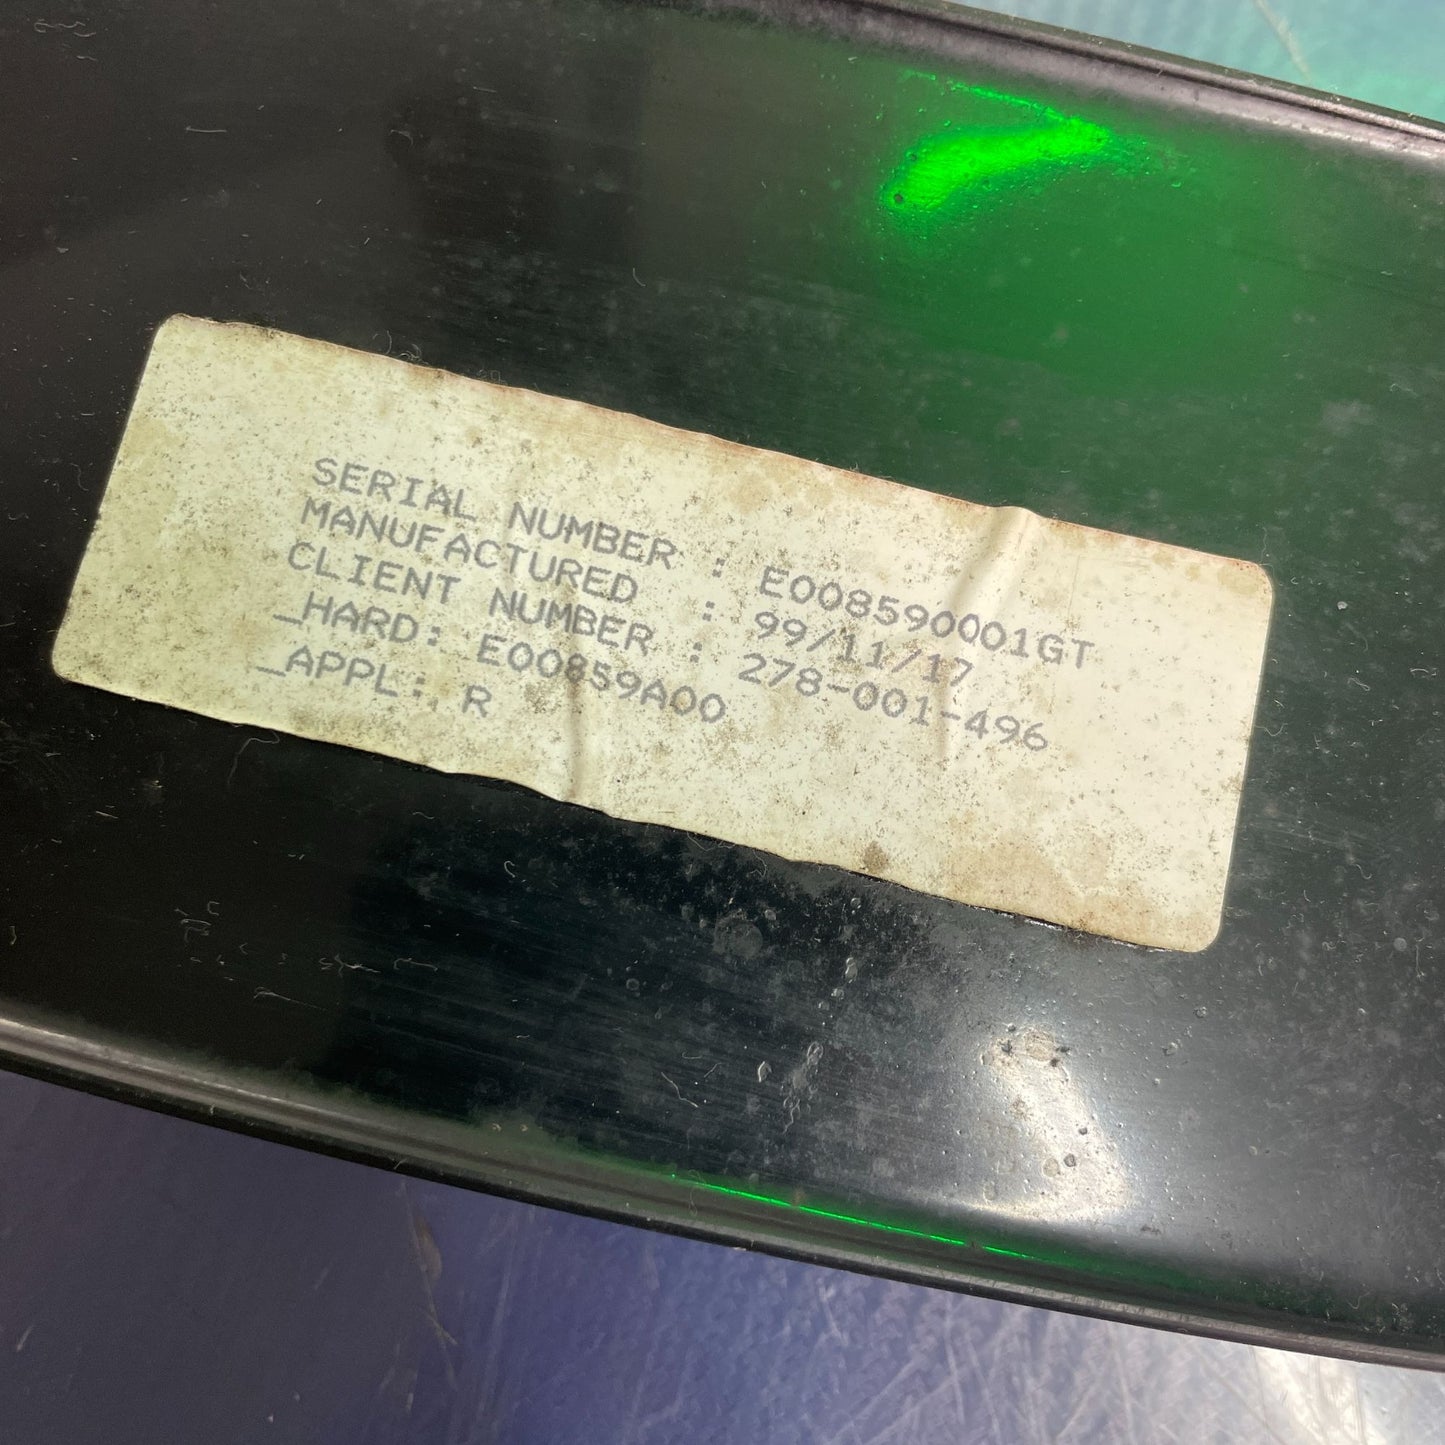 SERIAL NUMBER : E008590001GT
MANUFACTURED : 99/11/17
CLIENT NUMBER : 278-001-496
_HARD: E00859A00
_APPL: R